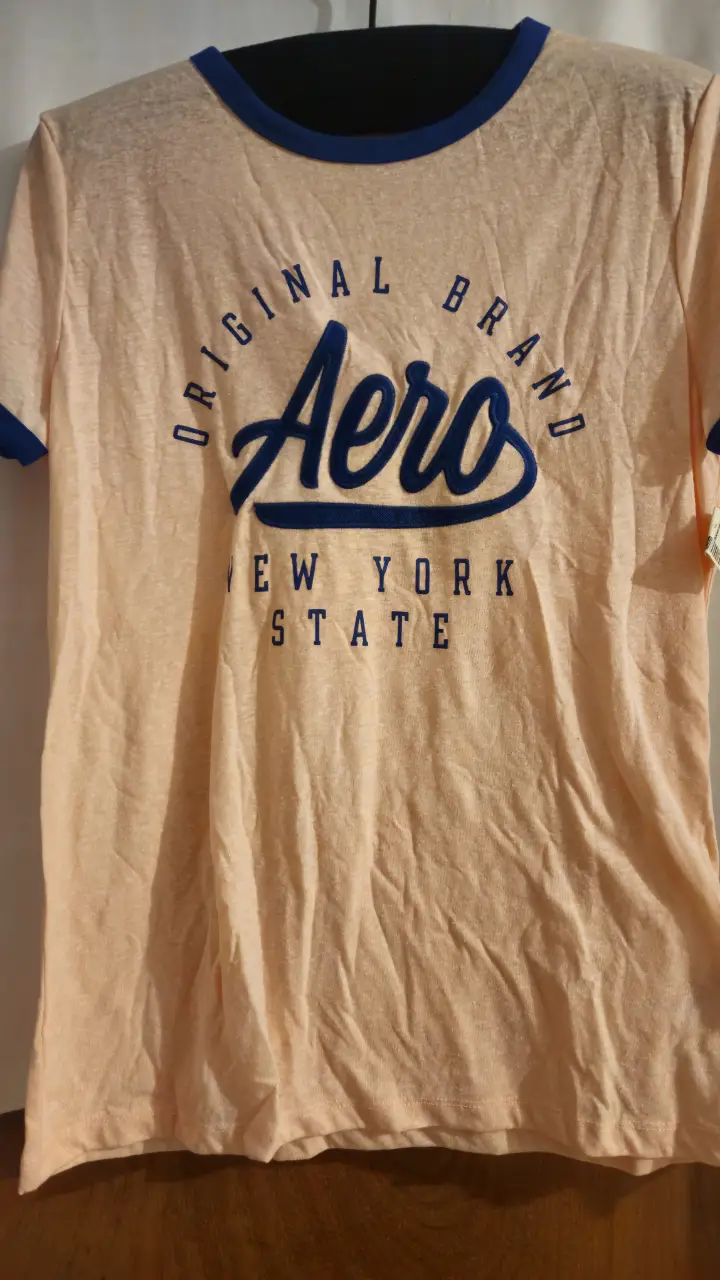 ORIGINAL BRAND
Aero
NEW YORK
STATE